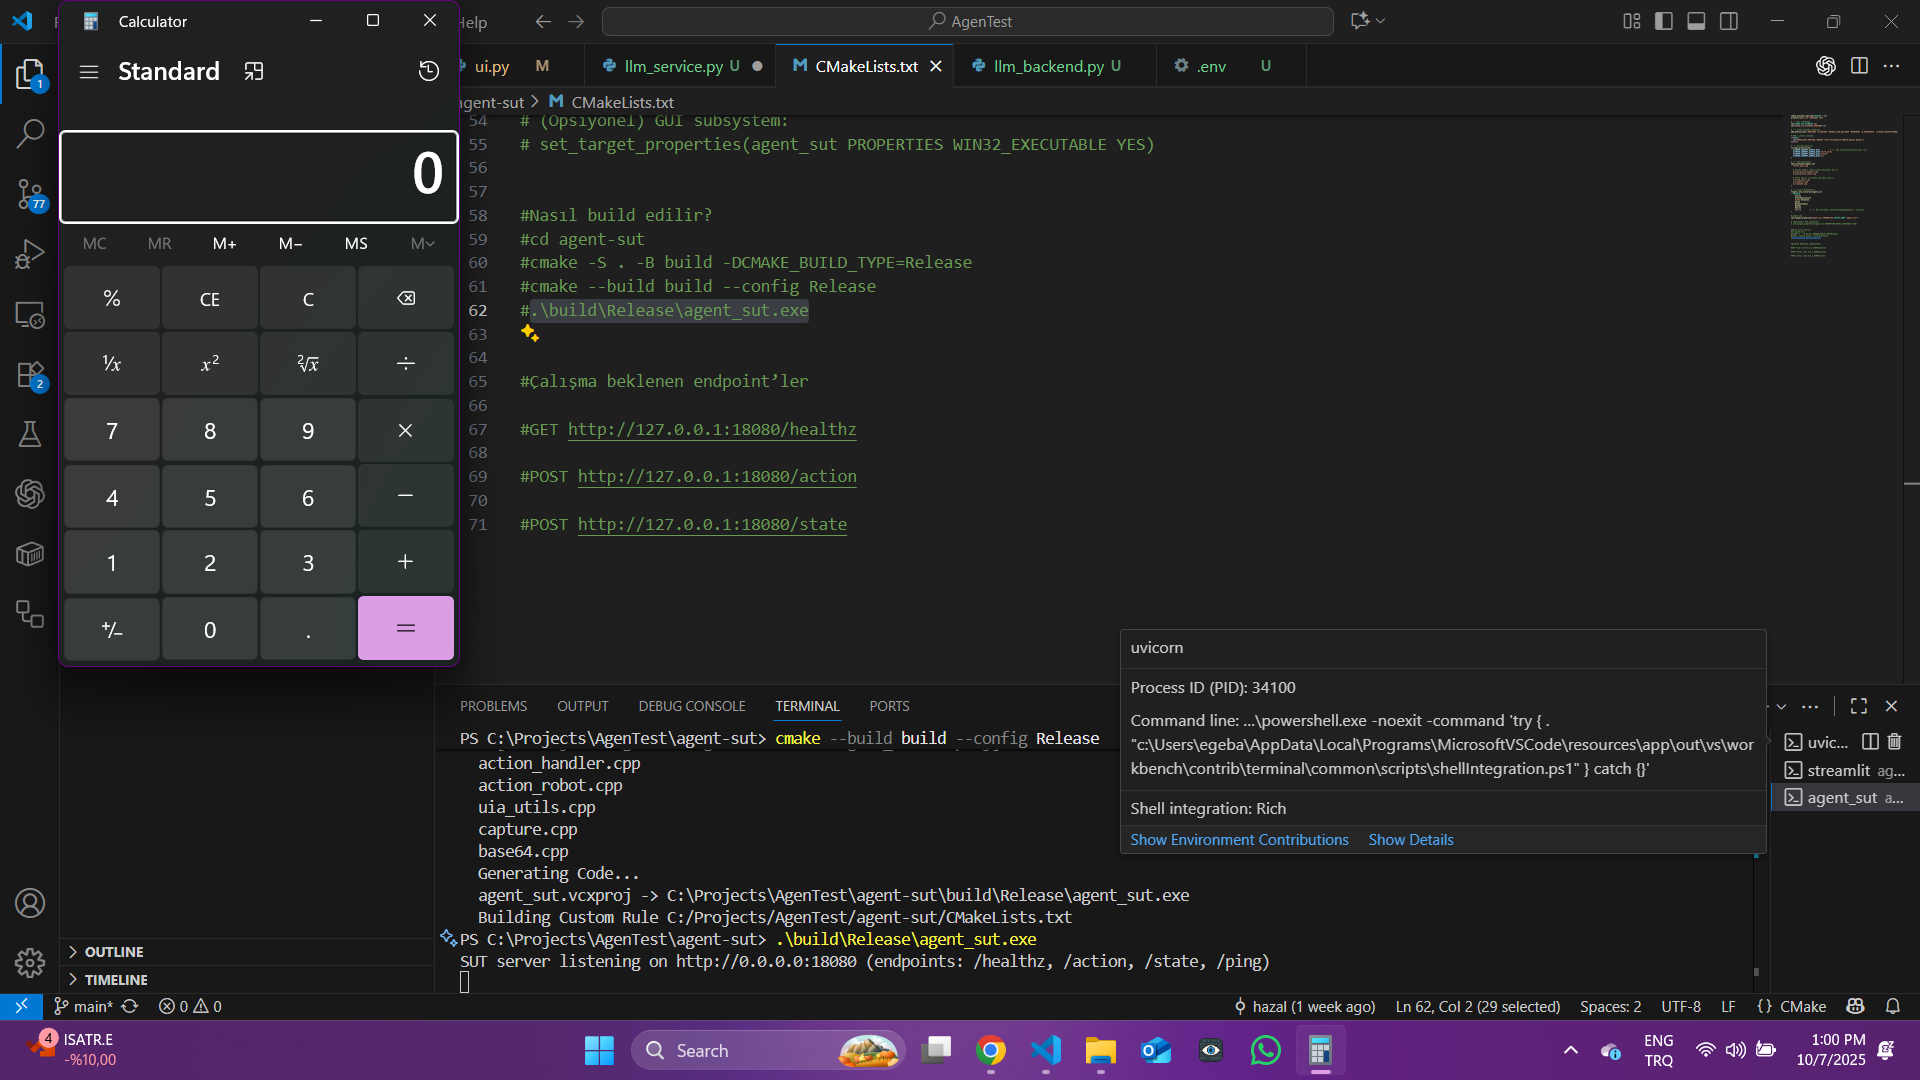 Calculator
Help
AgenTest
Standard
ui.py M
llm_service.py U
CMakeLists.txt
llm_backend.py U
.env U
agent-sut > CMakeLists.txt
0
MC MR M+ M− MS M
% CE C
¹⁄x x² ²√x ÷
7 8 9 ×
4 5 6 −
1 2 3 +
+/− 0 . =
1
77
2
54 # (Opsiyonel) GUI subsystem:
55 # set_target_properties(agent_sut PROPERTIES WIN32_EXECUTABLE YES)
56
57
58 #Nasıl build edilir?
59 #cd agent-sut
60 #cmake -S . -B build -DCMAKE_BUILD_TYPE=Release
61 #cmake --build build --config Release
62 #.\build\Release\agent_sut.exe
63
64
65 #Çalışma beklenen endpoint’ler
66
67 #GET http://127.0.0.1:18080/healthz
68
69 #POST http://127.0.0.1:18080/action
70
71 #POST http://127.0.0.1:18080/state
uvicorn
Process ID (PID): 34100
Command line: ...\powershell.exe -noexit -command 'try { .
"c:\Users\egeba\AppData\Local\Programs\MicrosoftVSCode\resources\app\out\vs\wor
kbench\contrib\terminal\common\scripts\shellIntegration.ps1" } catch {}'
Shell integration: Rich
Show Environment Contributions Show Details
PROBLEMS OUTPUT DEBUG CONSOLE TERMINAL PORTS
PS C:\Projects\AgenTest\agent-sut> cmake --build build --config Release
action_handler.cpp
action_robot.cpp
uia_utils.cpp
capture.cpp
base64.cpp
Generating Code...
agent_sut.vcxproj -> C:\Projects\AgenTest\agent-sut\build\Release\agent_sut.exe
Building Custom Rule C:/Projects/AgenTest/agent-sut/CMakeLists.txt
PS C:\Projects\AgenTest\agent-sut> .\build\Release\agent_sut.exe
SUT server listening on http://0.0.0.0:18080 (endpoints: /healthz, /action, /state, /ping)
uvic...
streamlit ag...
agent_sut a...
OUTLINE
TIMELINE
main* 0 0
hazal (1 week ago) Ln 62, Col 2 (29 selected) Spaces: 2 UTF-8 LF {} CMake
4
ISATR.E
-%10,00
Search
ENG
TRQ
1:00 PM
10/7/2025